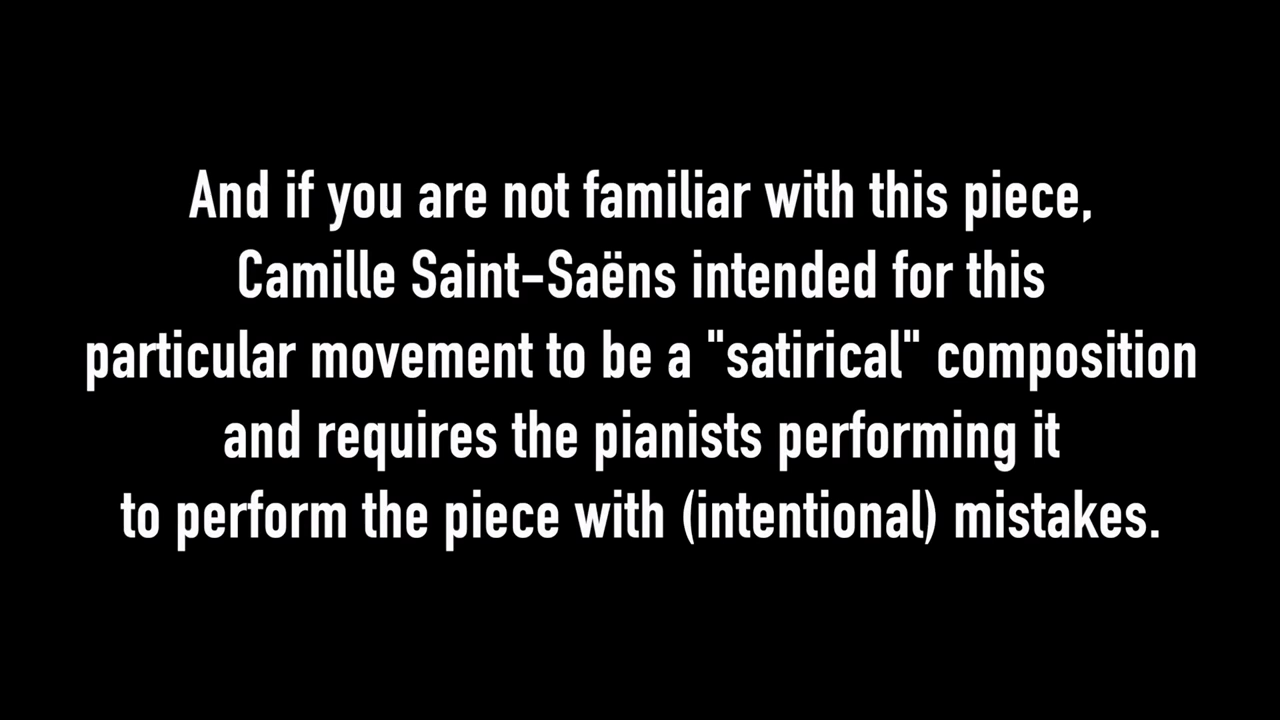 And if you are not familiar with this piece,
Camille Saint-Saëns intended for this
particular movement to be a "satirical" composition
and requires the pianists performing it
to perform the piece with (intentional) mistakes.